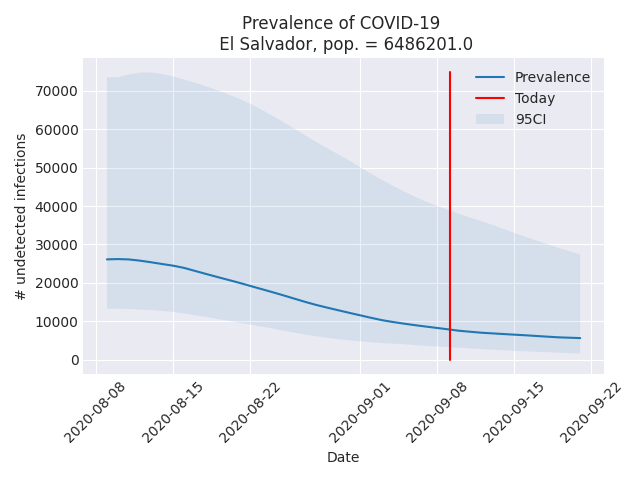 Prevalence of COVID-19
El Salvador, pop. = 6486201.0
Prevalence
Today
95CI
# undetected infections
70000
60000
50000
40000
30000
20000
10000
0
2020-08-08
2020-08-15
2020-08-22
2020-09-01
2020-09-08
2020-09-15
2020-09-22
Date